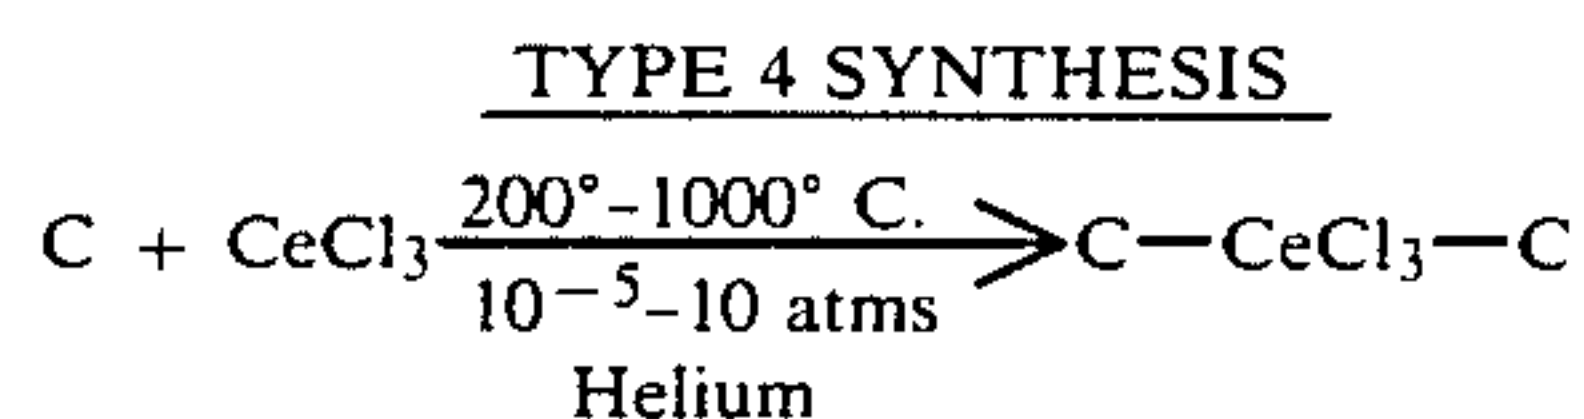 TYPE 4 SYNTHESIS
200°–1000° C.
C + CeCl₃ > C—CeCl₃—C
10⁻⁵–10 atms
Helium